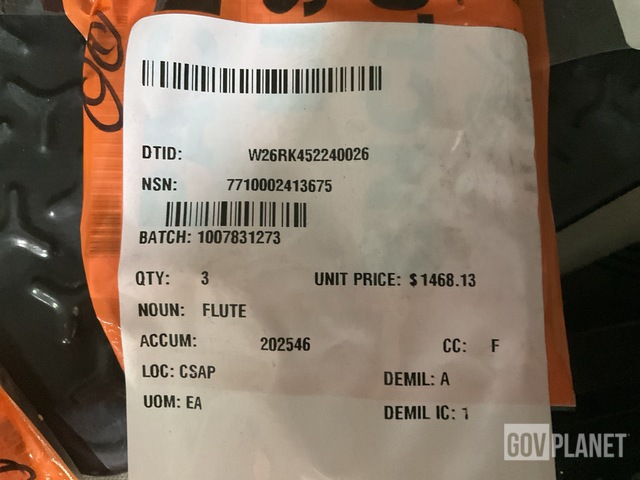 DTID: W26RK452240026
NSN: 7710002413675
BATCH: 1007831273
QTY: 3 UNIT PRICE: $1468.13
NOUN: FLUTE
ACCUM: 202546 CC: F
LOC: CSAP DEMIL: A
UOM: EA DEMIL IC: 1
GOVPLANET